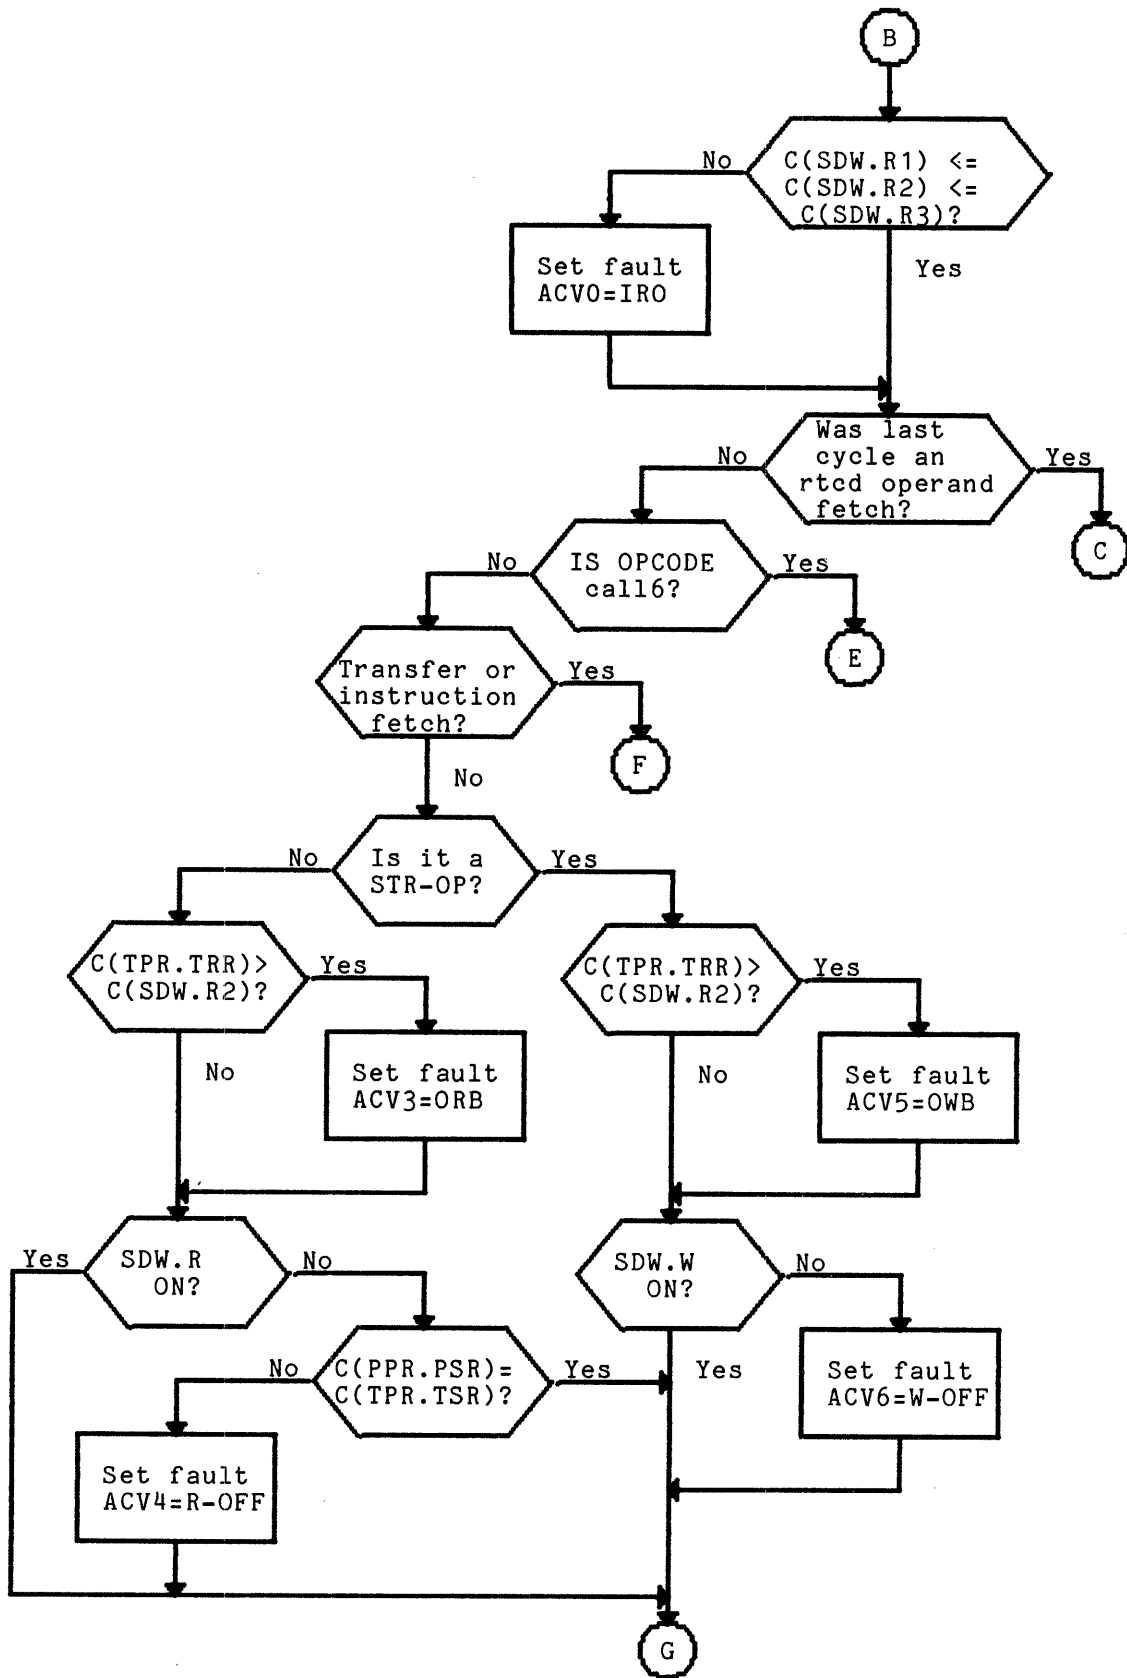 B
No
C(SDW.R1) <=
C(SDW.R2) <=
C(SDW.R3)?
Set fault
ACV0=IRO
Yes
Was last
cycle an
rtcd operand
fetch?
No
Yes
C
No
IS OPCODE
call6?
Yes
E
Transfer or
instruction
fetch?
Yes
F
No
No
Is it a
STR-OP?
Yes
C(TPR.TRR)>
C(SDW.R2)?
Yes
C(TPR.TRR)>
C(SDW.R2)?
Yes
No
Set fault
ACV3=ORB
No
Set fault
ACV5=OWB
Yes
SDW.R
ON?
No
SDW.W
ON?
No
No
C(PPR.PSR)=
C(TPR.TSR)?
Yes
Yes
Set fault
ACV6=W-OFF
Set fault
ACV4=R-OFF
G